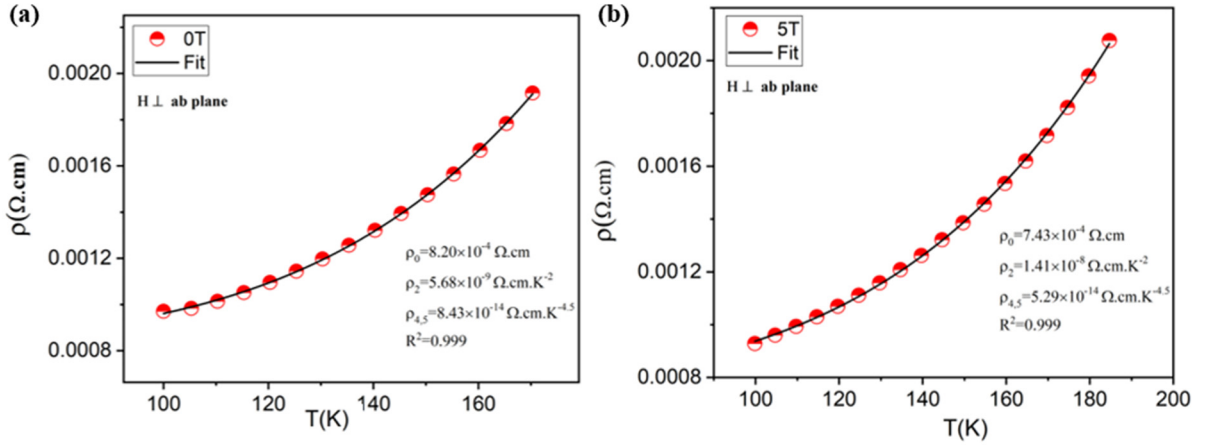 (a)
0T
Fit
H ⊥ ab plane
0.0020
0.0016
0.0012
0.0008
ρ(Ω.cm)
ρ₀=8.20×10⁻⁴ Ω.cm
ρ₂=5.68×10⁻⁹ Ω.cm.K⁻²
ρ₄,₅=8.43×10⁻¹⁴ Ω.cm.K⁻⁴·⁵
R²=0.999
100 120 140 160
T(K)
(b)
5T
Fit
H ⊥ ab plane
0.0020
0.0016
0.0012
0.0008
ρ(Ω.cm)
ρ₀=7.43×10⁻⁴ Ω.cm
ρ₂=1.41×10⁻⁸ Ω.cm.K⁻²
ρ₄,₅=5.29×10⁻¹⁴ Ω.cm.K⁻⁴·⁵
R²=0.999
100 120 140 160 180 200
T(K)